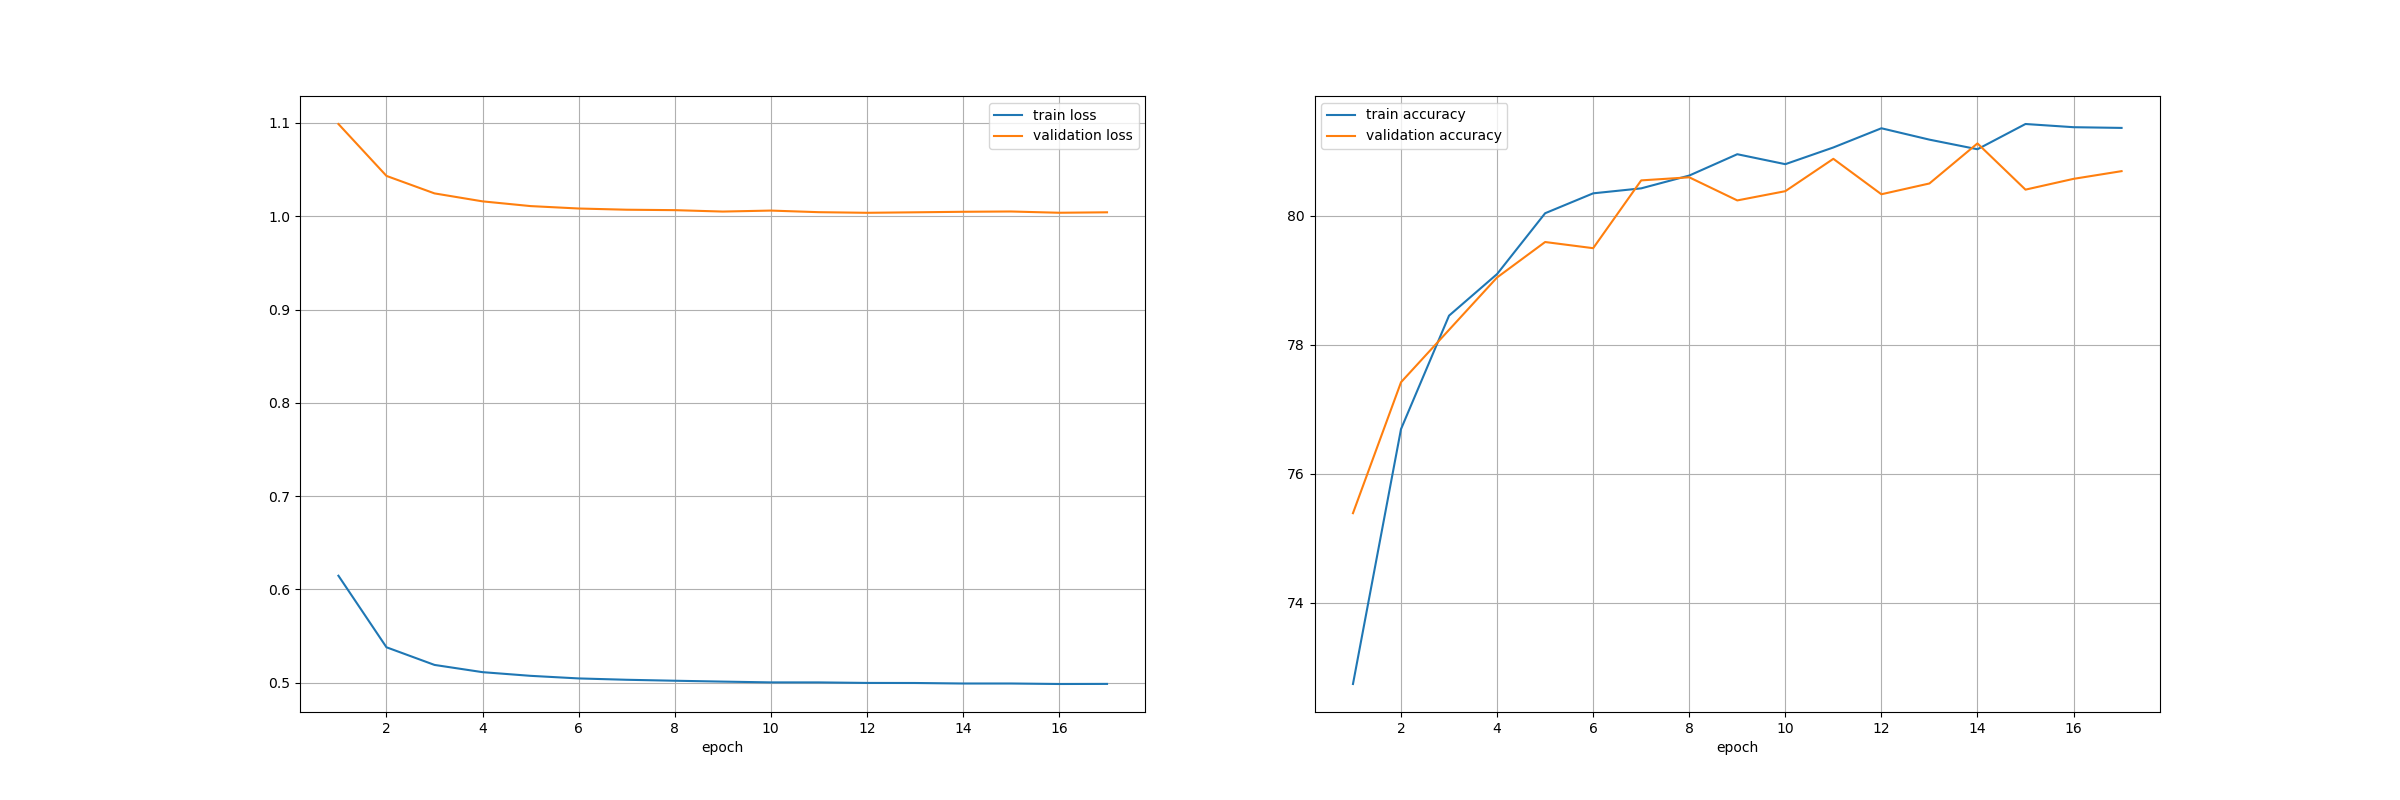 train loss
validation loss
1.1
1.0
0.9
0.8
0.7
0.6
0.5
2 4 6 8 10 12 14 16
epoch
train accuracy
validation accuracy
80
78
76
74
2 4 6 8 10 12 14 16
epoch